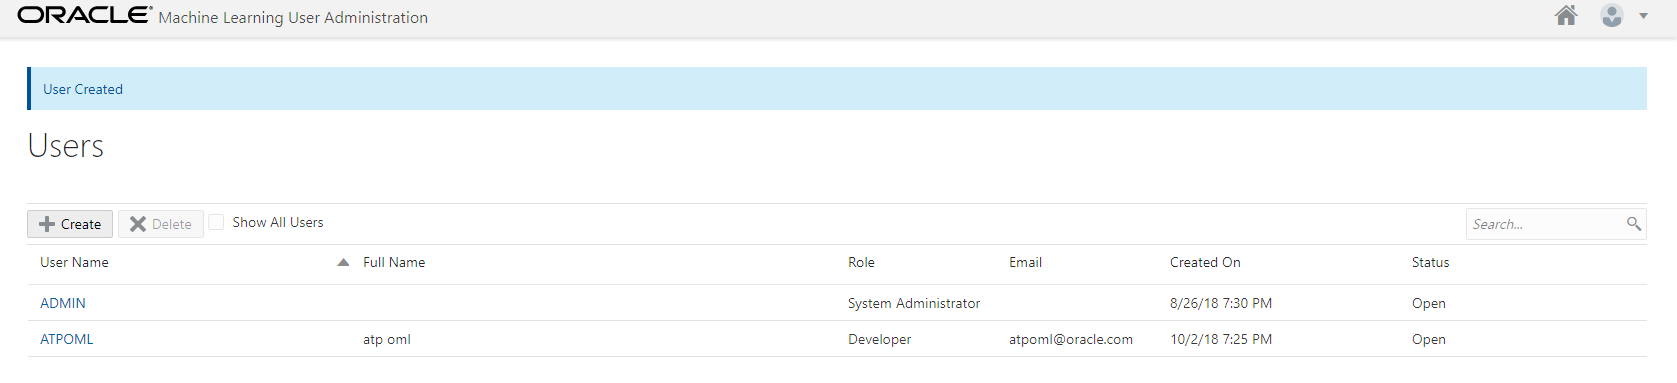 ORACLE® Machine Learning User Administration
User Created
Users
Create Delete Show All Users Search...
User Name Full Name Role Email Created On Status
ADMIN System Administrator 8/26/18 7:30 PM Open
ATPOML atp oml Developer atpoml@oracle.com 10/2/18 7:25 PM Open